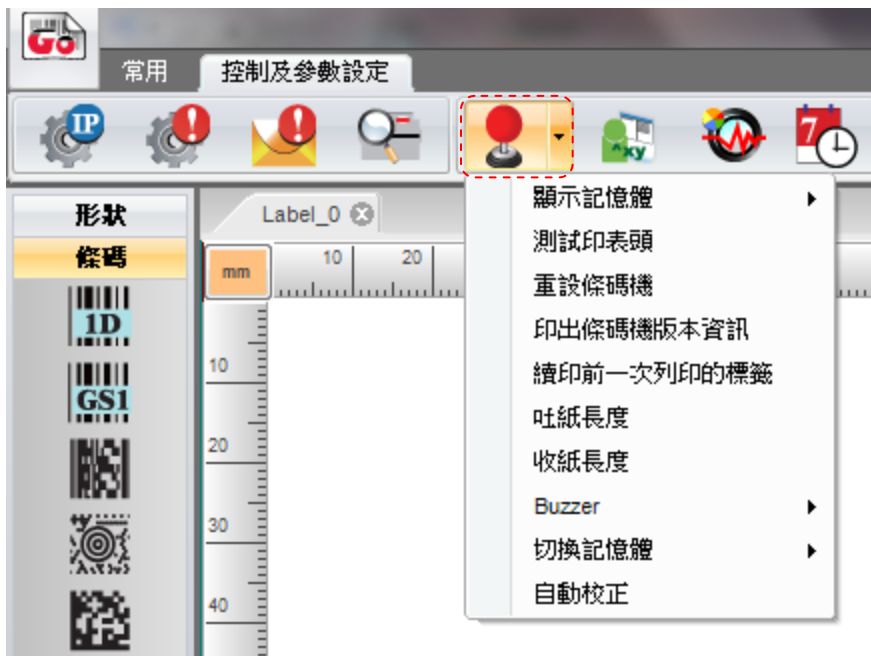 Go
常用
控制及參數設定
IP
^xy
7
顯示記憶體
測試印表頭
重設條碼機
印出條碼機版本資訊
續印前一次列印的標籤
吐紙長度
收紙長度
Buzzer
切換記憶體
自動校正
形狀
條碼
1D
GS1
Label_0
mm
10 20
10
20
30
40